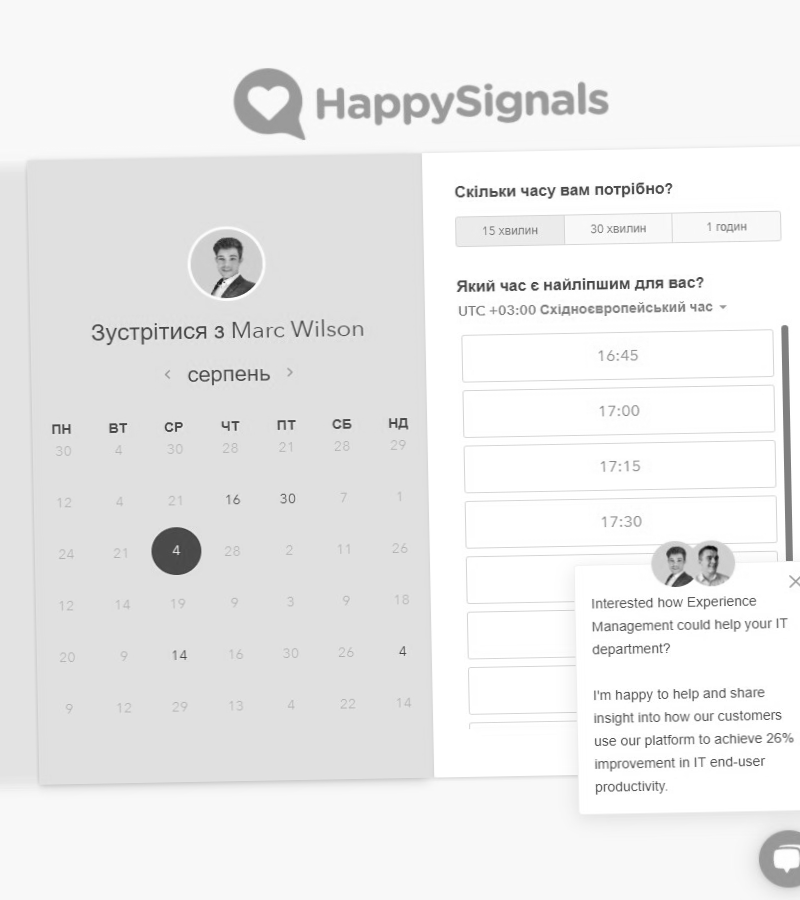 HappySignals
Зустрітися з Marc Wilson
серпень
ПН ВТ СР ЧТ ПТ СБ НД
30 4 30 28 21 28 29
12 4 21 16 30 7 1
24 21 4 28 2 11 26
12 14 19 9 3 9 18
20 9 14 16 30 26 4
9 12 29 13 4 22 14
Скільки часу вам потрібно?
15 хвилин 30 хвилин 1 годин
Який час є найліпшим для вас?
UTC +03:00 Східноєвропейський час
16:45
17:00
17:15
17:30
Interested how Experience
Management could help your IT
department?
I'm happy to help and share
insight into how our customers
use our platform to achieve 26%
improvement in IT end-user
productivity.